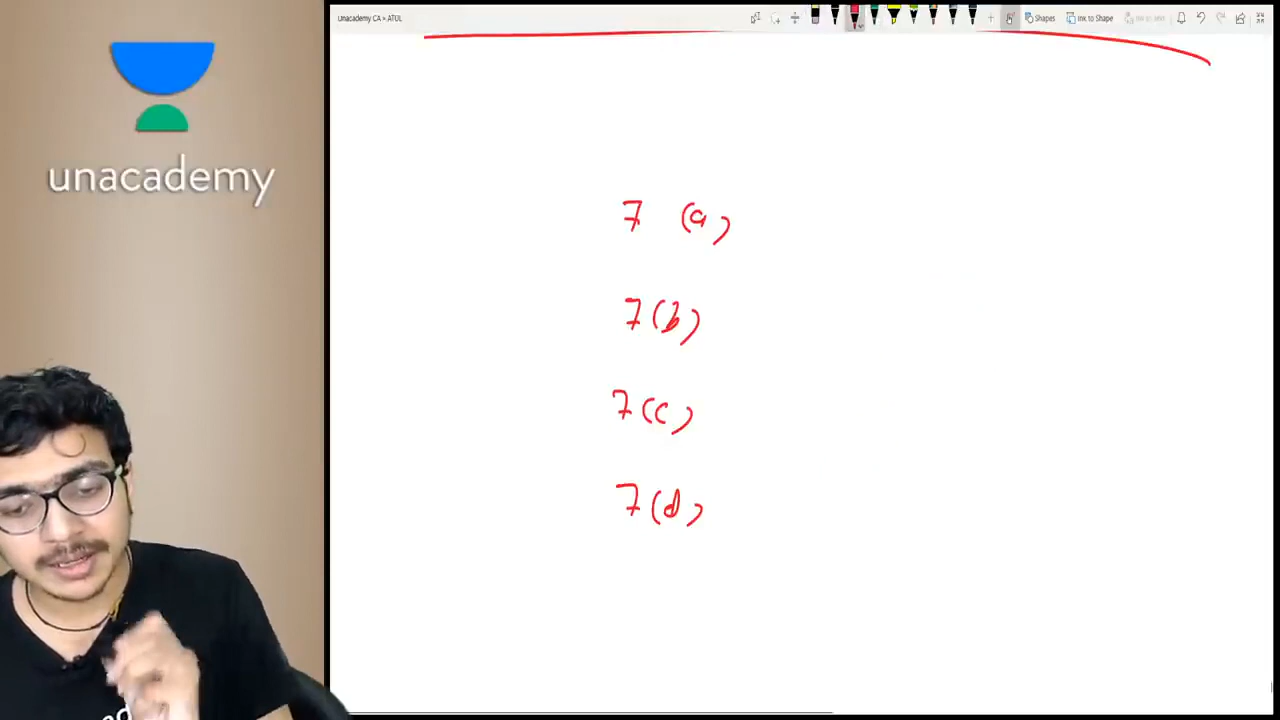 unacademy CA > ATUL
Shapes
Ink to Shape
unacademy
7 (a)
7(b)
7(c)
7(d)